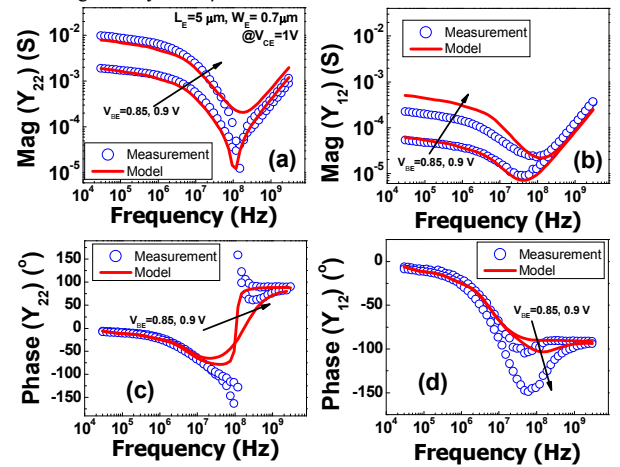 L_E=5 μm, W_E= 0.7μm
@V_CE=1V
10^-2
10^-3
10^-4
10^-5
Mag (Y_22) (S)
V_BE=0.85, 0.9 V
Measurement
Model
(a)
10^4 10^5 10^6 10^7 10^8 10^9
Frequency (Hz)
Measurement
Model
10^-2
10^-3
10^-4
10^-5
Mag (Y_12) (S)
V_BE=0.85, 0.9 V
(b)
10^4 10^5 10^6 10^7 10^8 10^9
Frequency (Hz)
Measurement
Model
150
100
50
0
-50
-100
-150
Phase (Y_22) (°)
V_BE=0.85, 0.9 V
(c)
10^4 10^5 10^6 10^7 10^8 10^9
Frequency (Hz)
Measurement
Model
0
-50
-100
-150
Phase (Y_12) (°)
V_BE=0.85, 0.9 V
(d)
10^4 10^5 10^6 10^7 10^8 10^9
Frequency (Hz)